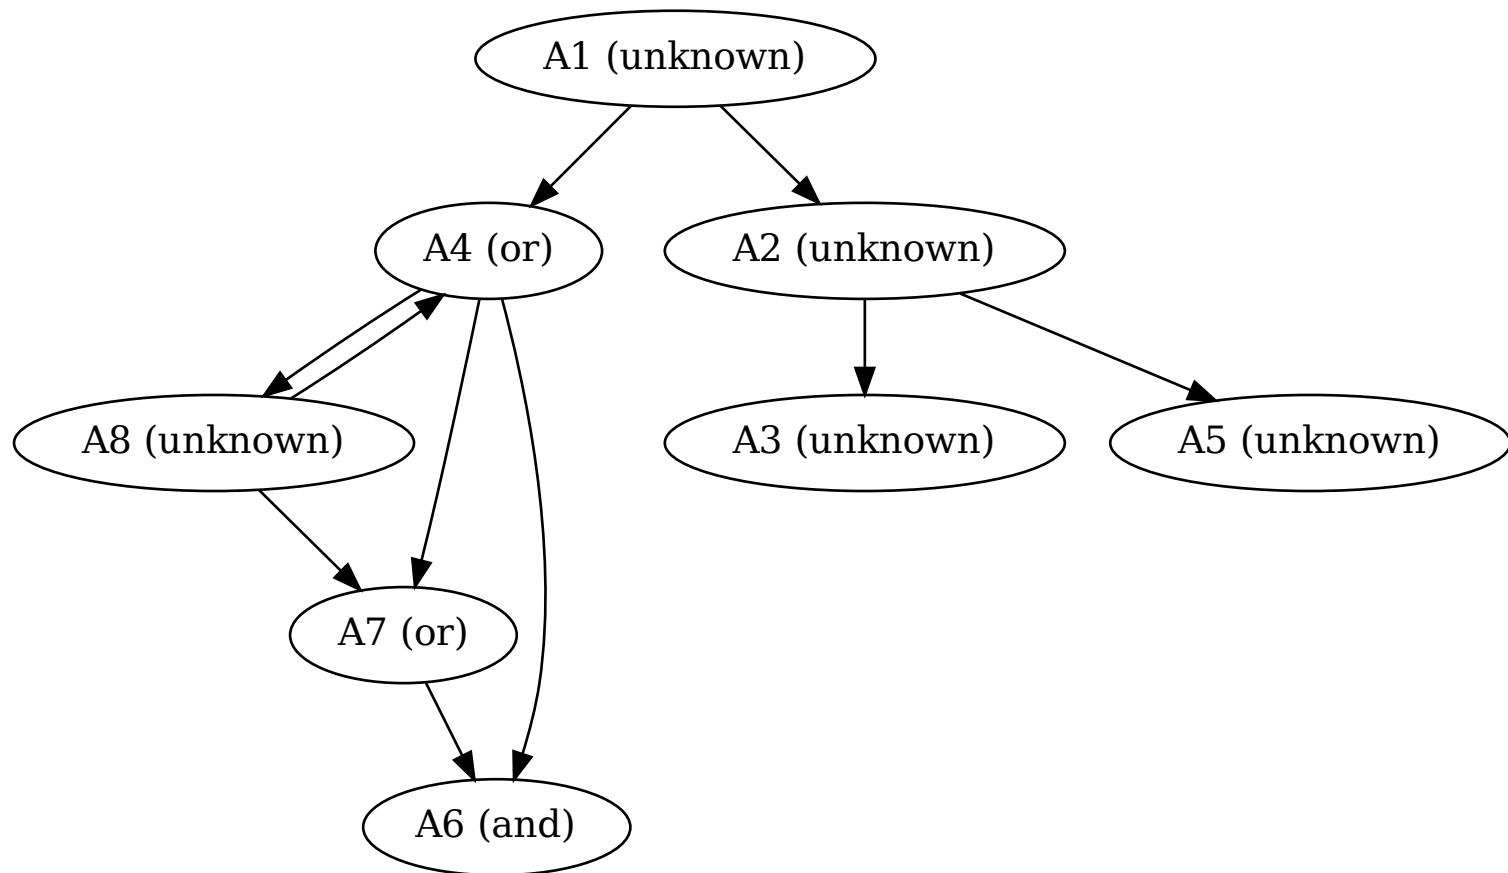 A1 (unknown)
A4 (or)
A2 (unknown)
A8 (unknown)
A3 (unknown)
A5 (unknown)
A7 (or)
A6 (and)